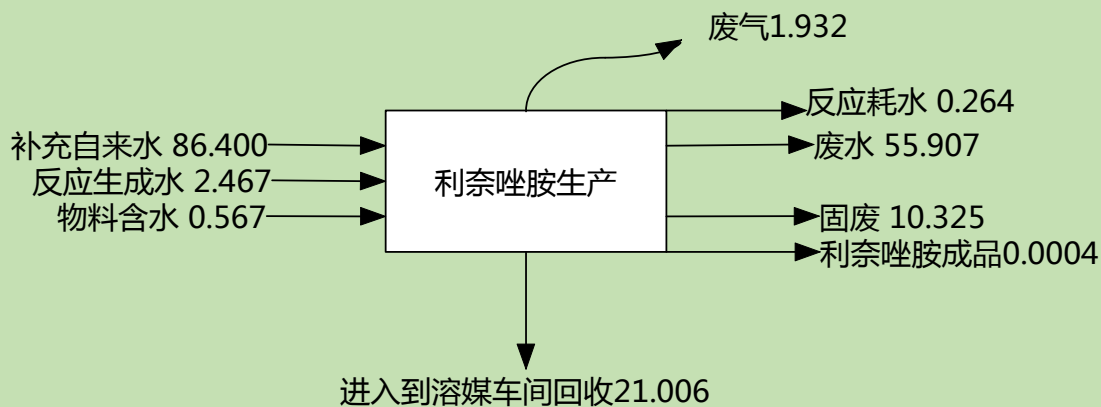 废气1.932
反应耗水 0.264
补充自来水 86.400
废水 55.907
反应生成水 2.467
利奈唑胺生产
物料含水 0.567
固废 10.325
利奈唑胺成品0.0004
进入到溶媒车间回收21.006